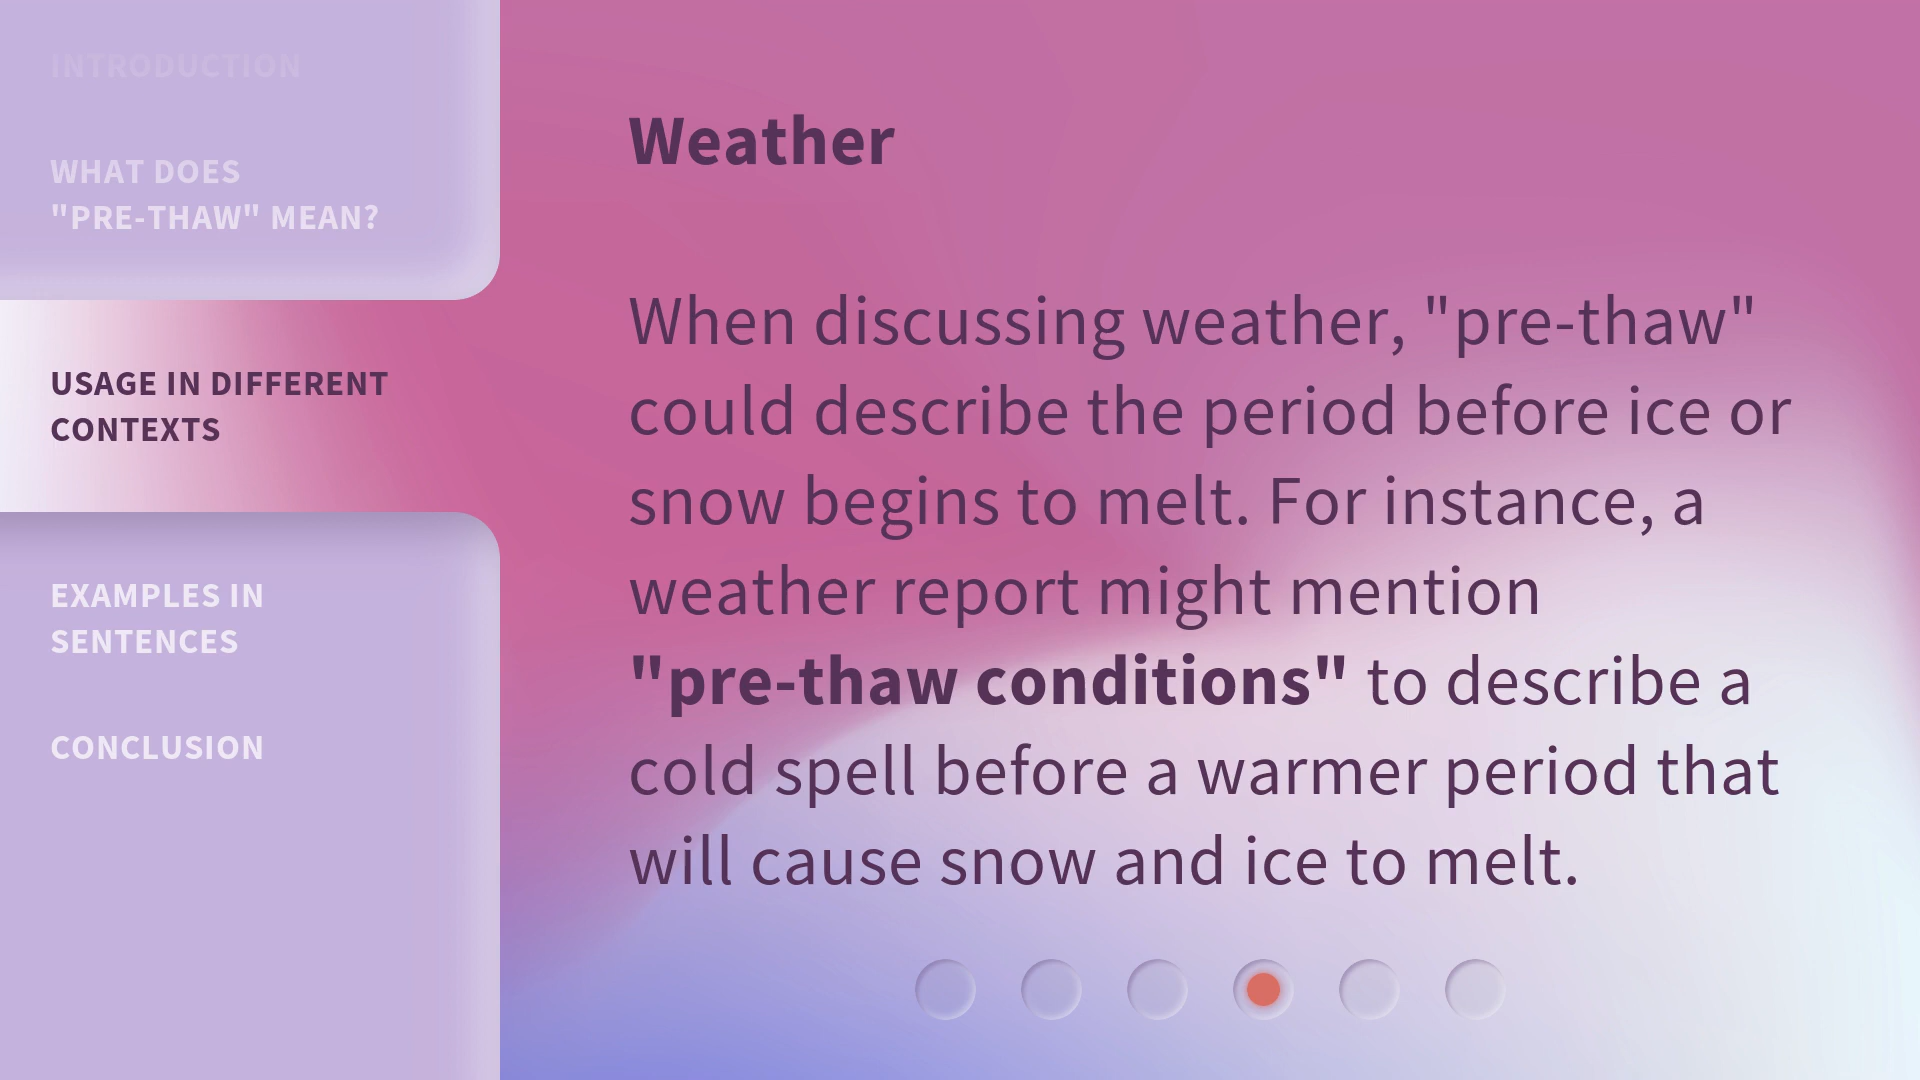 INTRODUCTION
WHAT DOES
"PRE-THAW" MEAN?
USAGE IN DIFFERENT
CONTEXTS
EXAMPLES IN
SENTENCES
CONCLUSION
Weather
When discussing weather, "pre-thaw"
could describe the period before ice or
snow begins to melt. For instance, a
weather report might mention
"pre-thaw conditions" to describe a
cold spell before a warmer period that
will cause snow and ice to melt.